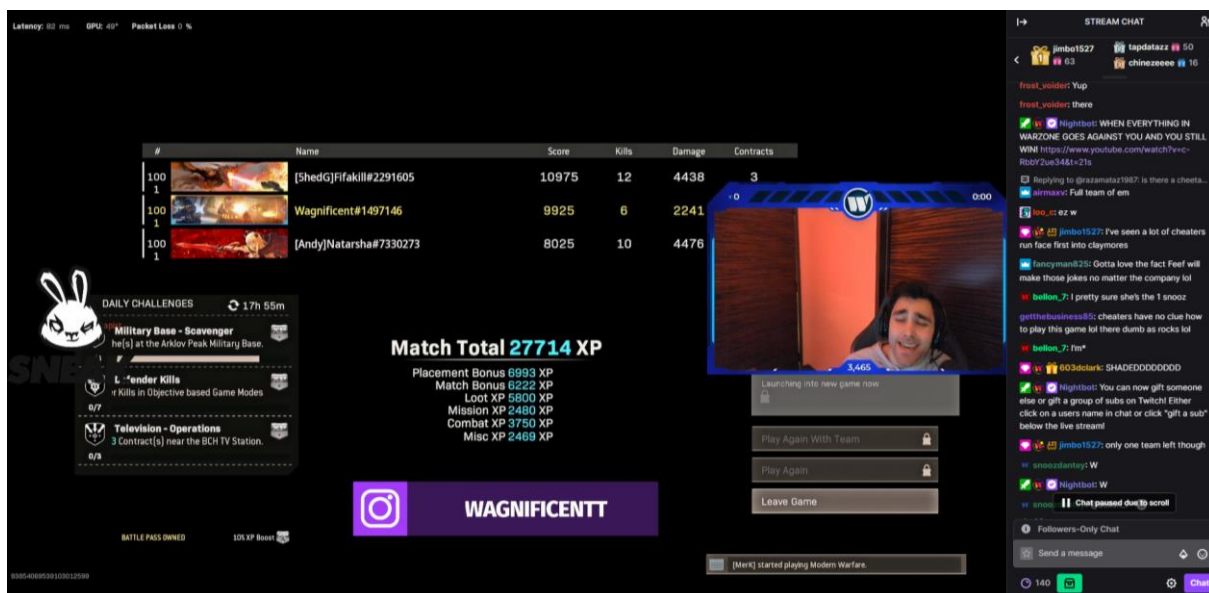 Latency: 82 ms GPU: 49° Packet Loss 0 %
# Name Score Kills Damage Contracts
100 [ShedG]Fifakill#2291605 10975 12 4438 3
1
100 Wagnificent#1497146 9925 6 2241
1
100 [Andy]Natarsha#7330273 8025 10 4476
1
0 0:00
3,465
DAILY CHALLENGES 17h 55m
Military Base - Scavenger
he[s] at the Arklov Peak Military Base.
ender Kills
Kills in Objective based Game Modes
0/7
Television - Operations
3 Contract[s] near the BCH TV Station.
0/3
BATTLE PASS OWNED 10% XP Boost
Match Total 27714 XP
Placement Bonus 6993 XP
Match Bonus 6222 XP
Loot XP 5800 XP
Mission XP 2480 XP
Combat XP 3750 XP
Misc XP 2469 XP
WAGNIFICENTT
Launching into new game now
Play Again With Team
Play Again
Leave Game
[MerK] started playing Modern Warfare.
STREAM CHAT
1 jimbo1527 63
tapdatazz 50
chinezeeee 16
frost_voider: Yup
frost_voider: there
Nightbot: WHEN EVERYTHING IN
WARZONE GOES AGAINST YOU AND YOU STILL
WIN! https://www.youtube.com/watch?v=c-
RbbY2ue34&t=21s
Replying to @razamataz1987: is there a cheeta...
airmaxv: Full team of em
loo_c: ez w
jimbo1527: I've seen a lot of cheaters
run face first into claymores
fancyman825: Gotta love the fact Feef will
make those jokes no matter the company lol
bellon_7: I pretty sure she's the 1 snooz
getthebusiness85: cheaters have no clue how
to play this game lol there dumb as rocks lol
bellon_7: I'm*
603dclark: SHADEDDDDDDDD
Nightbot: You can now gift someone
else or gift a group of subs on Twitch! Either
click on a users name in chat or click "gift a sub"
below the live stream!
jimbo1527: only one team left though
snoozdantey: W
Nightbot: W
snoo
Chat paused due to scroll
Followers-Only Chat
Send a message
140 Chat